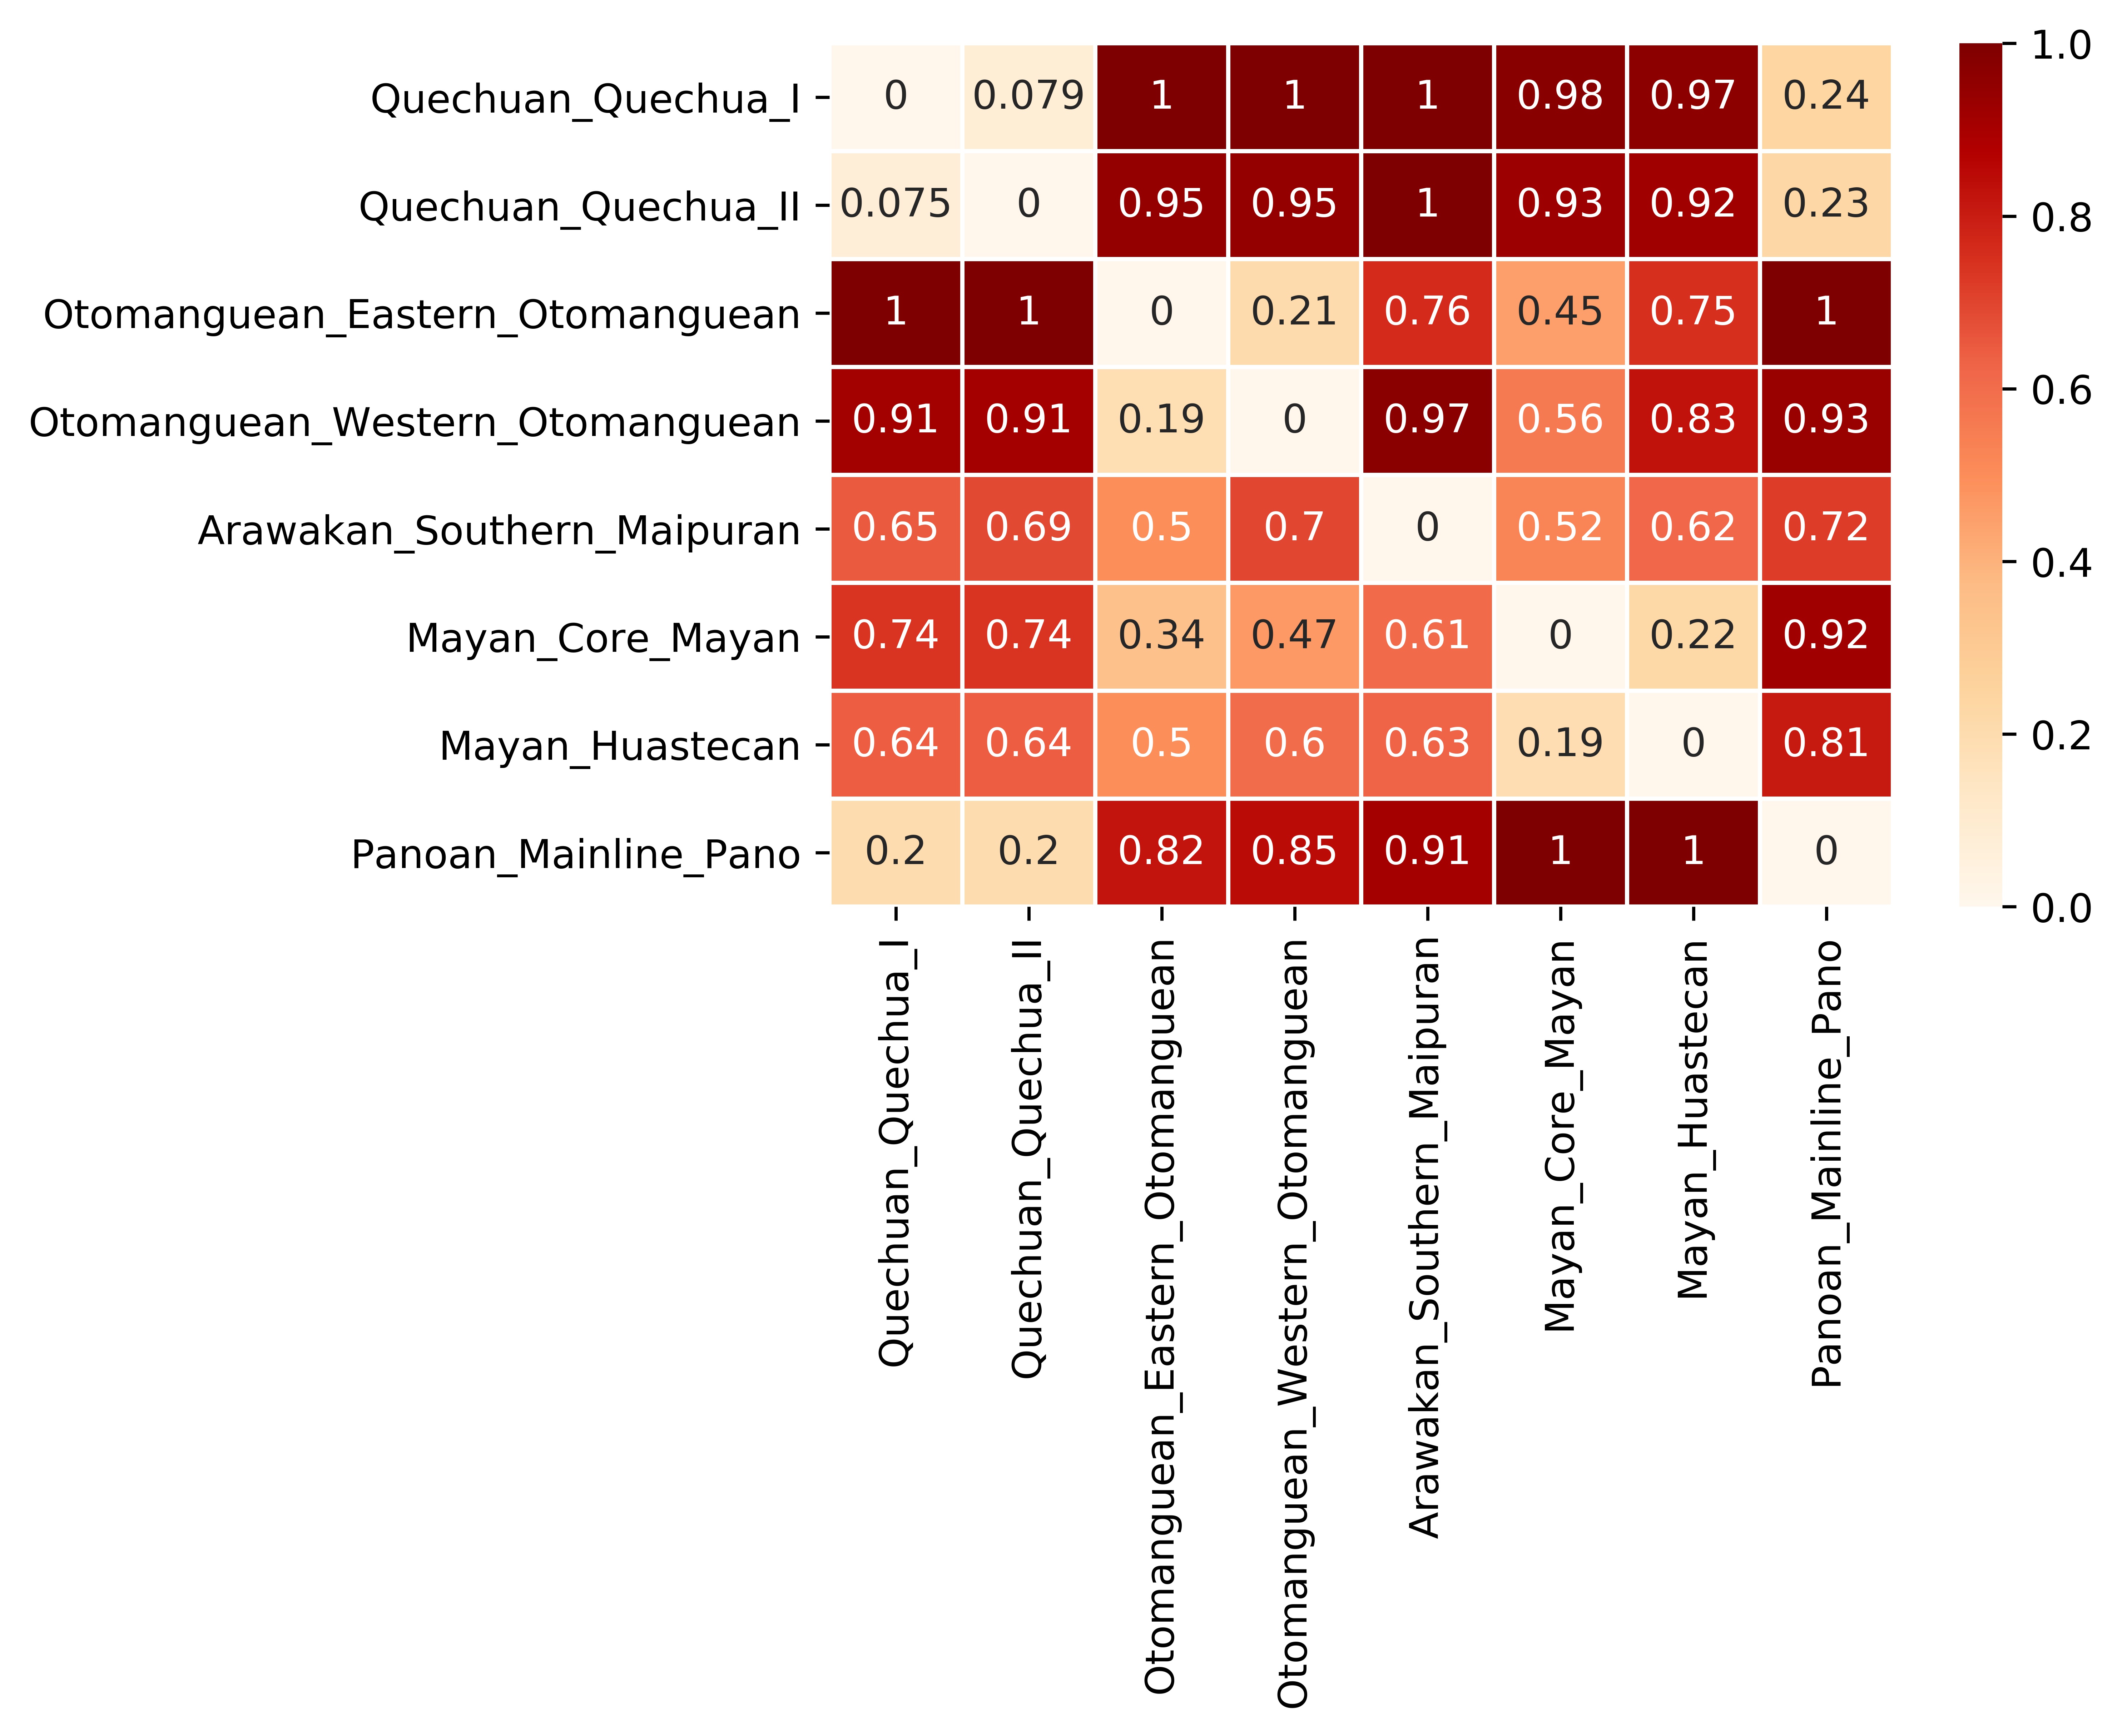 Quechuan_Quechua_I 0 0.079 1 1 1 0.98 0.97 0.24
Quechuan_Quechua_II 0.075 0 0.95 0.95 1 0.93 0.92 0.23
Otomanguean_Eastern_Otomanguean 1 1 0 0.21 0.76 0.45 0.75 1
Otomanguean_Western_Otomanguean 0.91 0.91 0.19 0 0.97 0.56 0.83 0.93
Arawakan_Southern_Maipuran 0.65 0.69 0.5 0.7 0 0.52 0.62 0.72
Mayan_Core_Mayan 0.74 0.74 0.34 0.47 0.61 0 0.22 0.92
Mayan_Huastecan 0.64 0.64 0.5 0.6 0.63 0.19 0 0.81
Panoan_Mainline_Pano 0.2 0.2 0.82 0.85 0.91 1 1 0
Quechuan_Quechua_I
Quechuan_Quechua_II
Otomanguean_Eastern_Otomanguean
Otomanguean_Western_Otomanguean
Arawakan_Southern_Maipuran
Mayan_Core_Mayan
Mayan_Huastecan
Panoan_Mainline_Pano
1.0
0.8
0.6
0.4
0.2
0.0